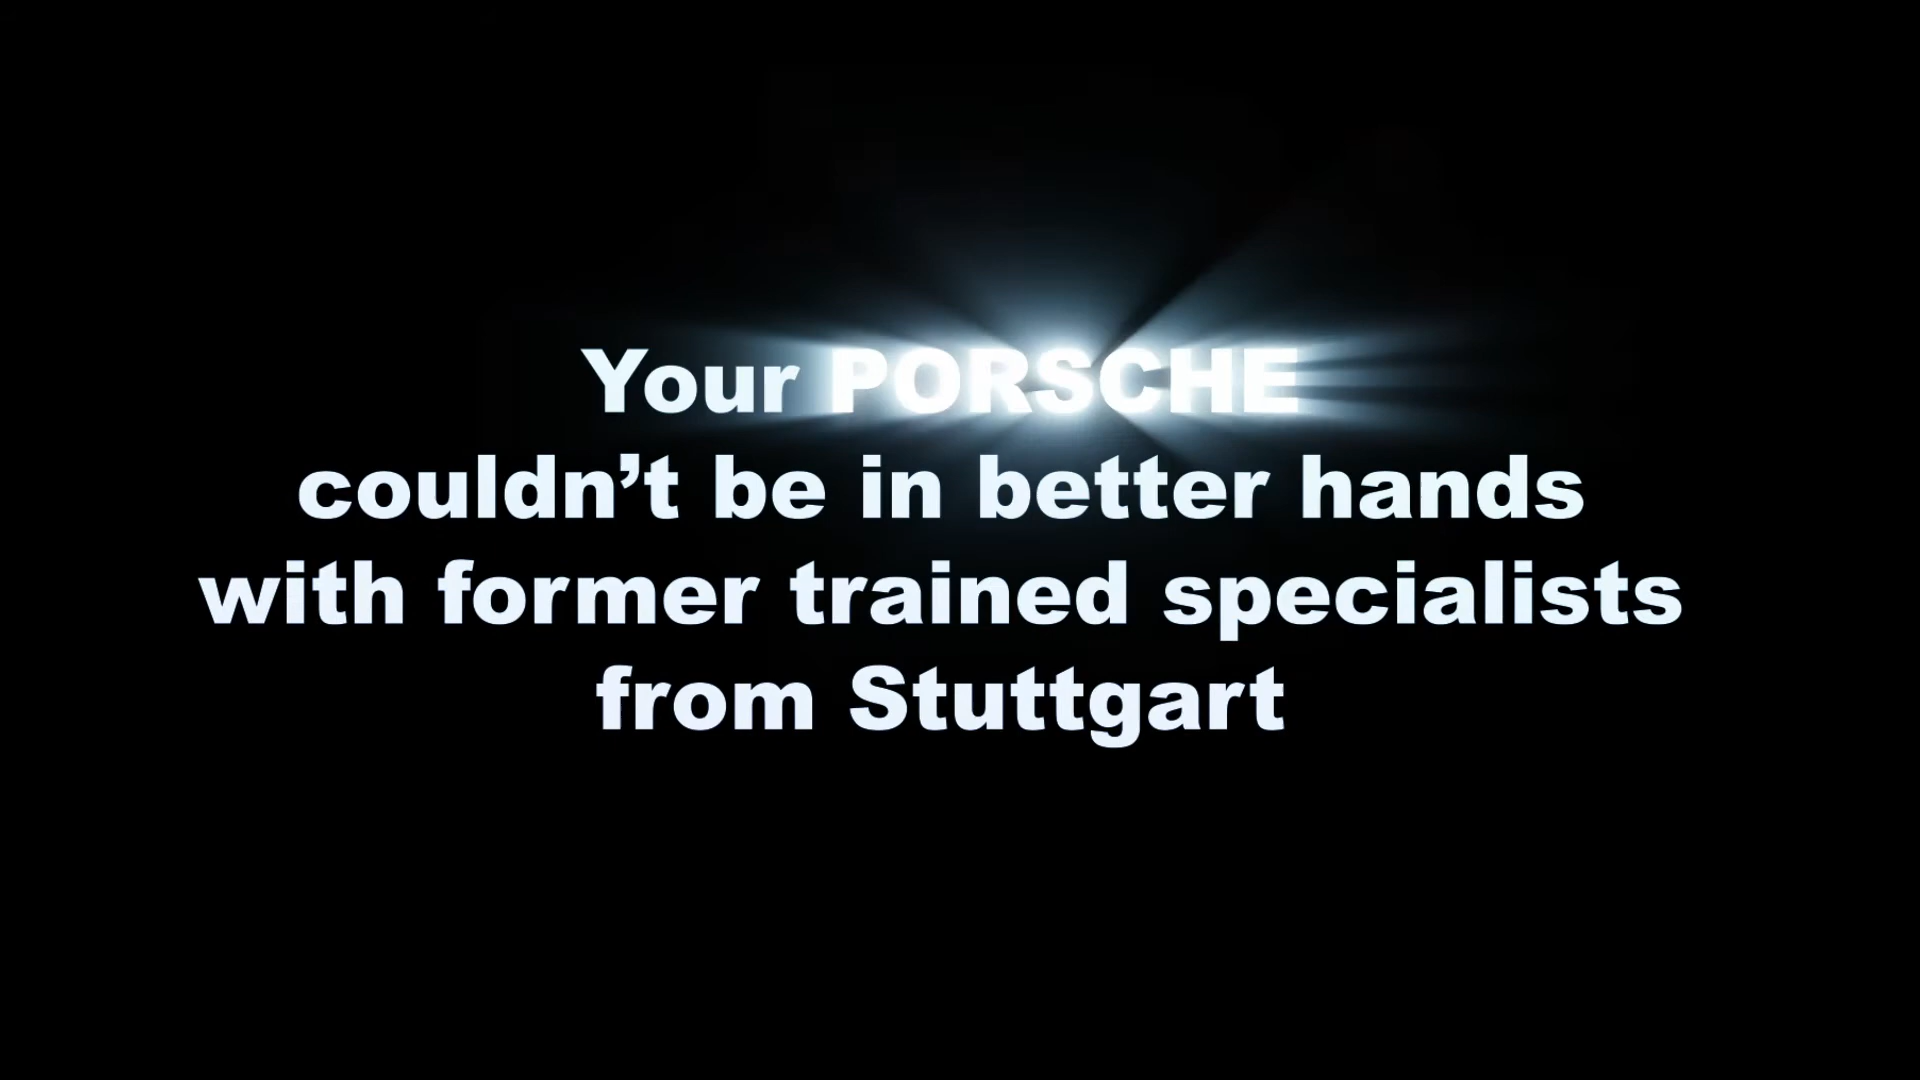 Your PORSCHE
couldn’t be in better hands
with former trained specialists
from Stuttgart